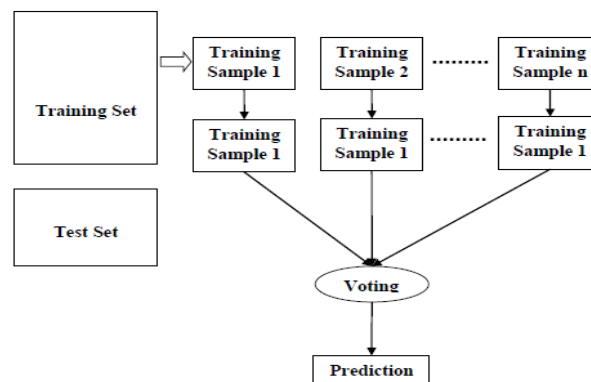 Training Set
Training
Sample 1
Training
Sample 2
.........
Training
Sample n
Training
Sample 1
Training
Sample 1
.........
Training
Sample 1
Test Set
Voting
Prediction